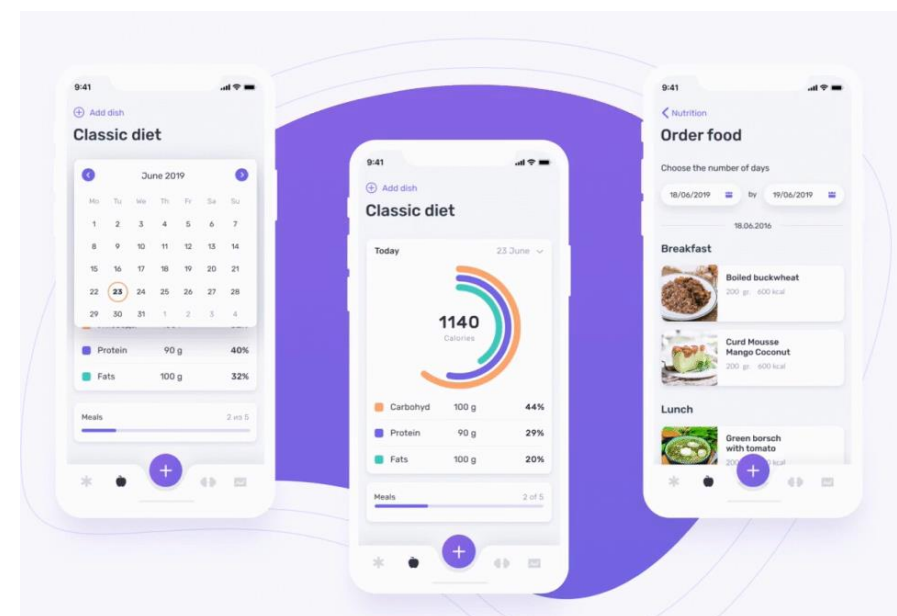 9:41
Add dish
Classic diet
June 2019
Mo Tu We Th Fr Sa Su
1 2 3 4 5 6 7
8 9 10 11 12 13 14
15 16 17 18 19 20 21
22 23 24 25 26 27 28
29 30 31 1 2 3 4
Protein 90 g 40%
Fats 100 g 32%
Meals 2 из 5
9:41
Add dish
Classic diet
Today 23 June
1140
Calories
Carbohyd 100 g 44%
Protein 90 g 29%
Fats 100 g 20%
Meals 2 of 5
9:41
Nutrition
Order food
Choose the number of days
18/06/2019 by 19/06/2019
18.06.2016
Breakfast
Boiled buckwheat
200 gr. 600 kcal
Curd Mousse
Mango Coconut
200 gr. 600 kcal
Lunch
Green borsch
with tomato